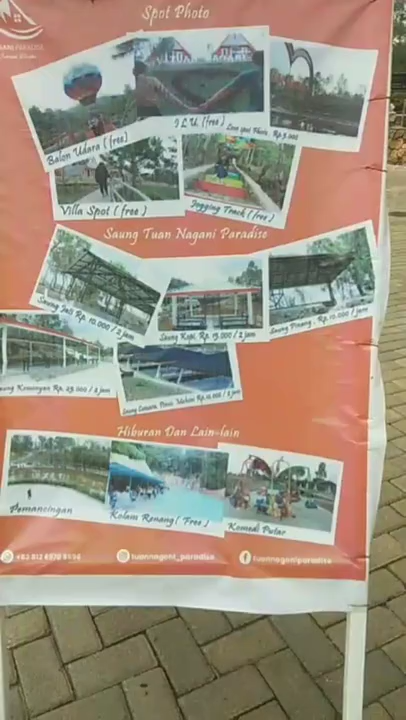 Spot Photo
Balon Udara (free)
I L U (free)
Love spot Photo Rp 5.000
Villa Spot (free)
Jogging Track (free)
Saung Tuan Nagani Paradise
Saung Jati Rp. 10.000 / 2 jam
Saung Kopi, Rp. 15.000 / 2 jam
Saung Pinang, Rp. 10.000 / 2 jam
Saung Kemuning Rp. 25.000 / 2 jam
Saung
Hiburan Dan Lain-lain
Pemancingan
Kolam Renang ( Free )
Komedi Putar
tuannagani_paradise
tuannaganiparadise